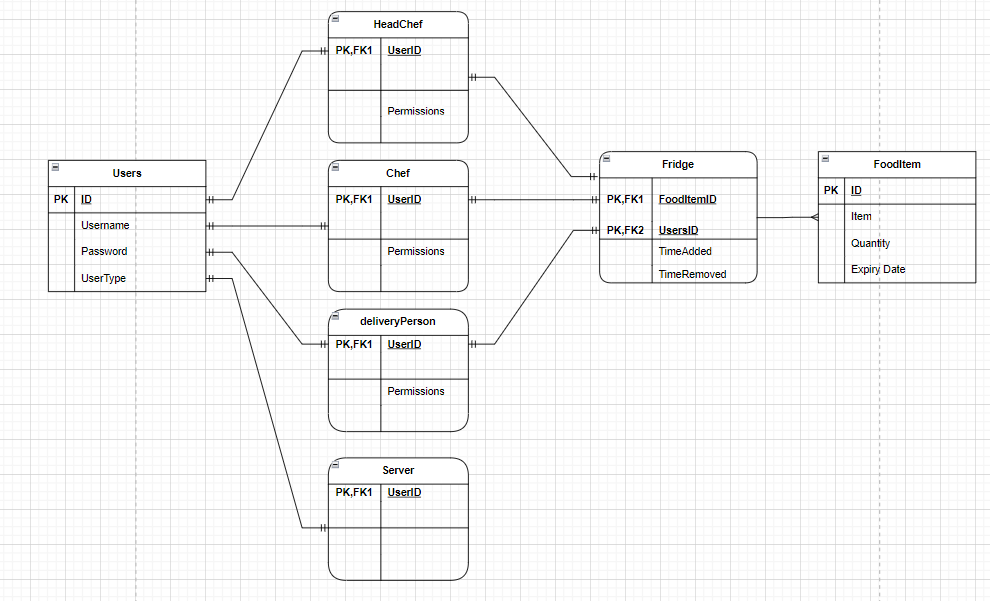 HeadChef
PK,FK1 UserID
Permissions
Users
PK ID
Username
Password
UserType
Chef
PK,FK1 UserID
Permissions
deliveryPerson
PK,FK1 UserID
Permissions
Server
PK,FK1 UserID
Fridge
PK,FK1 FoodItemID
PK,FK2 UsersID
TimeAdded
TimeRemoved
FoodItem
PK ID
Item
Quantity
Expiry Date